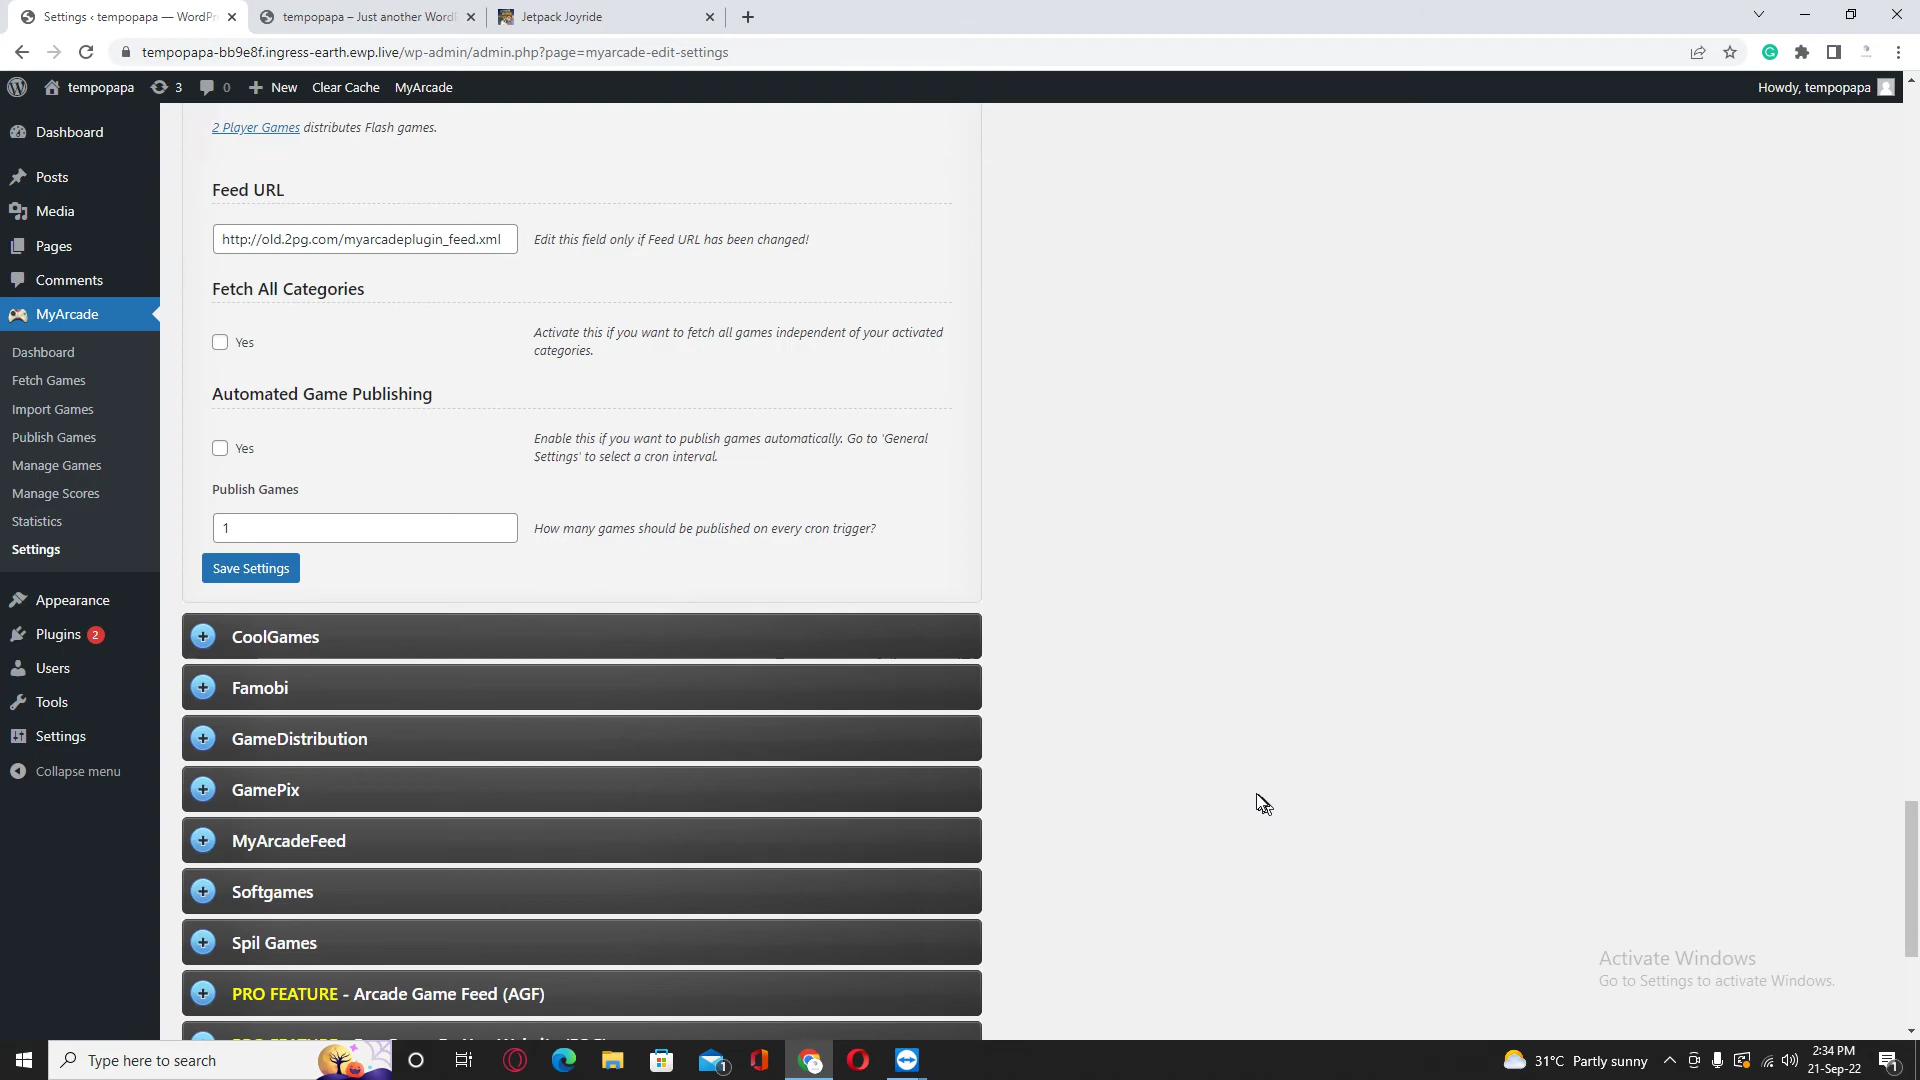 Settings ‹ tempopapa — WordPr
tempopapa – Just another Word
Jetpack Joyride
tempopapa-bb9e8f.ingress-earth.ewp.live/wp-admin/admin.php?page=myarcade-edit-settings
tempopapa 3 0 New Clear Cache MyArcade Howdy, tempopapa
Dashboard
Posts
Media
Pages
Comments
MyArcade
Dashboard
Fetch Games
Import Games
Publish Games
Manage Games
Manage Scores
Statistics
Settings
Appearance
Plugins 2
Users
Tools
Settings
Collapse menu
2 Player Games distributes Flash games.
Feed URL
http://old.2pg.com/myarcadeplugin_feed.xml Edit this field only if Feed URL has been changed!
Fetch All Categories
Yes
Activate this if you want to fetch all games independent of your activated
categories.
Automated Game Publishing
Yes
Enable this if you want to publish games automatically. Go to 'General
Settings' to select a cron interval.
Publish Games
1 How many games should be published on every cron trigger?
Save Settings
CoolGames
Famobi
GameDistribution
GamePix
MyArcadeFeed
Softgames
Spil Games
PRO FEATURE - Arcade Game Feed (AGF)
Activate Windows
Go to Settings to activate Windows.
Type here to search
1
31°C Partly sunny
2:34 PM
21-Sep-22
1